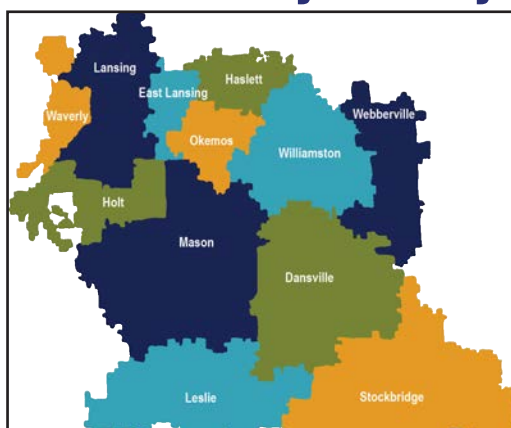 Lansing
Haslett
East Lansing
Waverly
Webberville
Okemos
Williamston
Holt
Mason
Dansville
Leslie
Stockbridge